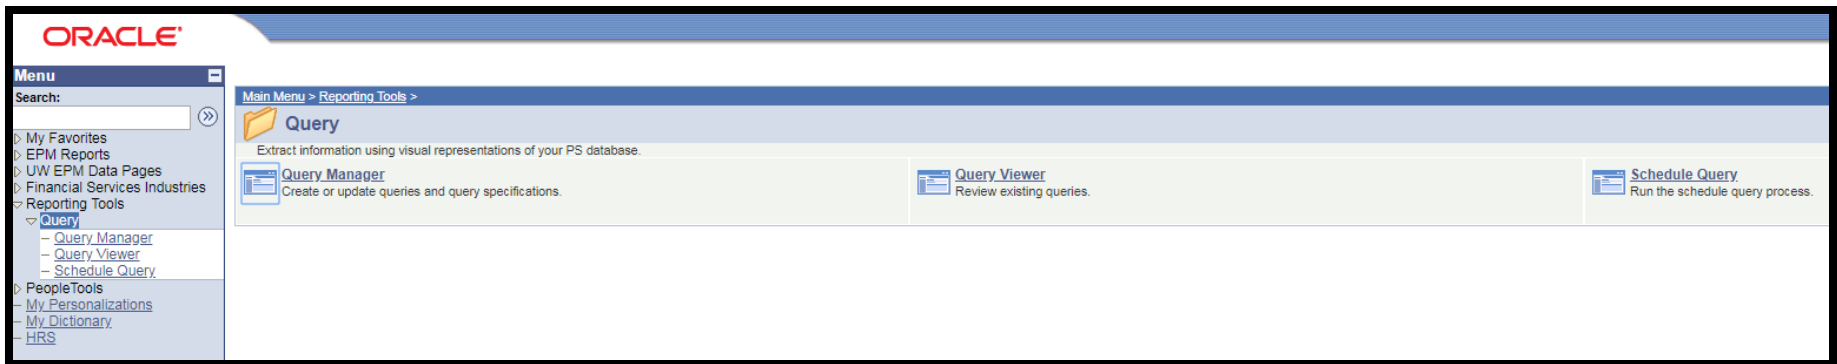 ORACLE
Menu
Search:
My Favorites
EPM Reports
UW EPM Data Pages
Financial Services Industries
Reporting Tools
Query
Query Manager
Query Viewer
Schedule Query
PeopleTools
My Personalizations
My Dictionary
HRS
Main Menu > Reporting Tools >
Query
Extract information using visual representations of your PS database.
Query Manager
Create or update queries and query specifications.
Query Viewer
Review existing queries.
Schedule Query
Run the schedule query process.